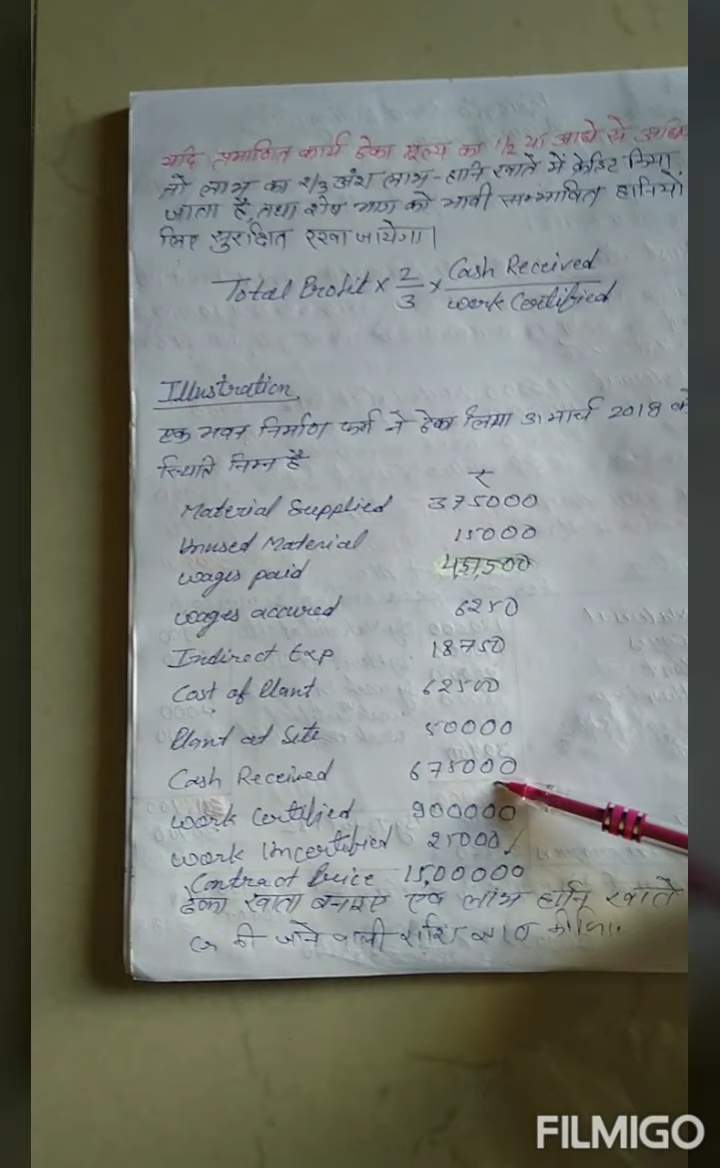 यदि प्रमाणित कार्य ठेका मूल्य का 1/2 या आधे से अधिक
तो लाभ का 2/3 अंश लाभ-हानि खाते में क्रेडिट किया
जाता है, तथा शेष भाग को भावी सम्भावित हानियों
लिए सुरक्षित रखा जायेगा।
Total Profit × 2/3 × Cash Received / Work Certified
Illustration
एक भवन निर्माण फर्म ने ठेका लिया 31 मार्च 2018 को
स्थिति निम्न है
₹
Material Supplied 375000
Unused Material 15000
wages paid 457500
wages accured 6250
Indirect Exp 18750
Cost of Plant 62500
Plant at Site 50000
Cash Received 675000
work Certified 900000
work Uncertified 25000
Contract Price 15,00000
ठेका खाता बनाइए एवं लाभ हानि खाते
Cr की जाने वाली राशि ज्ञात कीजिए।
FILMIGO